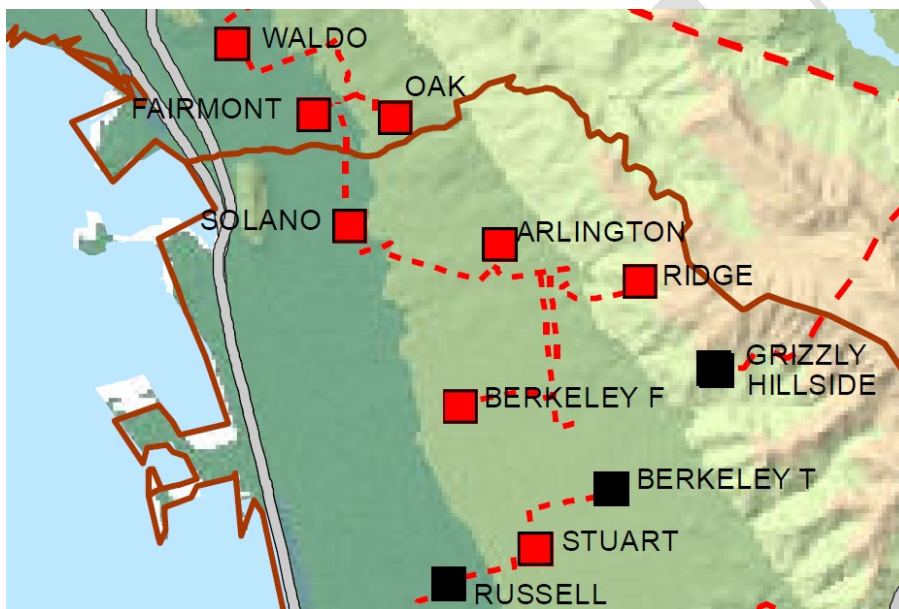 WALDO
OAK
FAIRMONT
SOLANO
ARLINGTON
RIDGE
GRIZZLY
HILLSIDE
BERKELEY F
BERKELEY T
STUART
RUSSELL